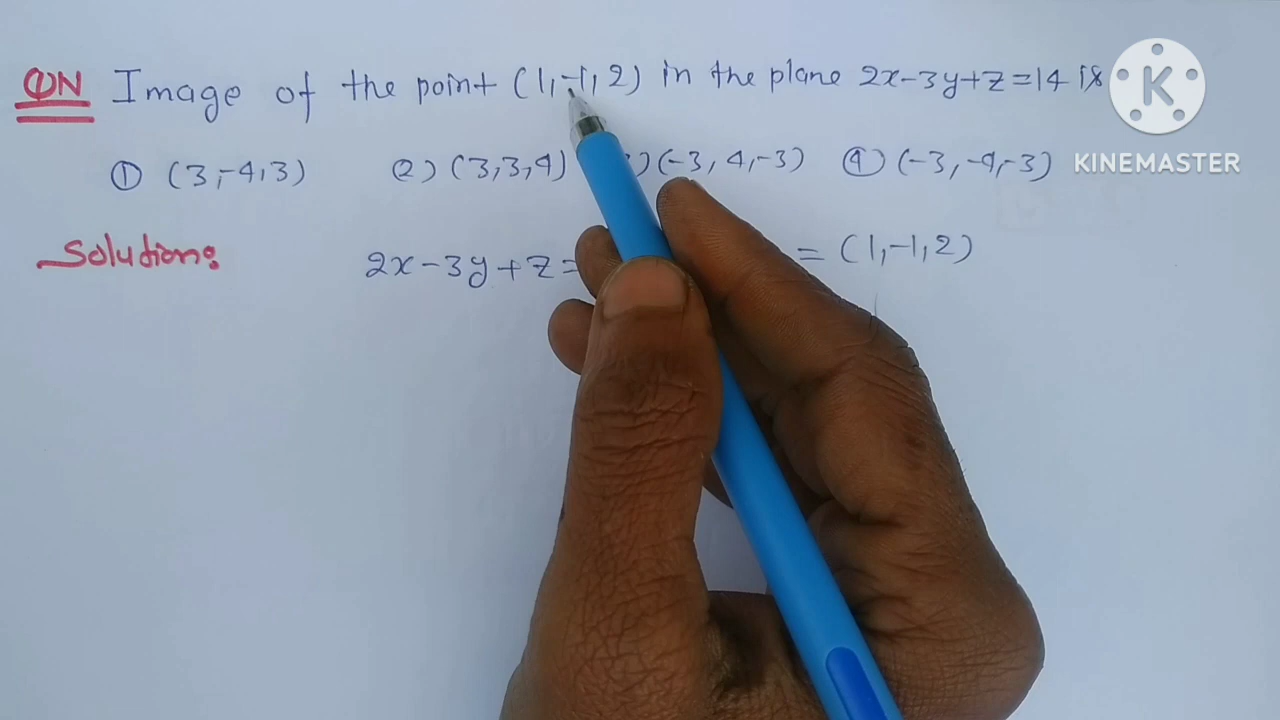 QN Image of the point (1,-1,2) in the plane 2x-3y+z=14 is
① (3,-4,3) 2) (3,3,4) ) (-3, 4,-3) ④ (-3,-4,-3)
Solution: 2x-3y+z= = (1,-1,2)
K
KINEMASTER